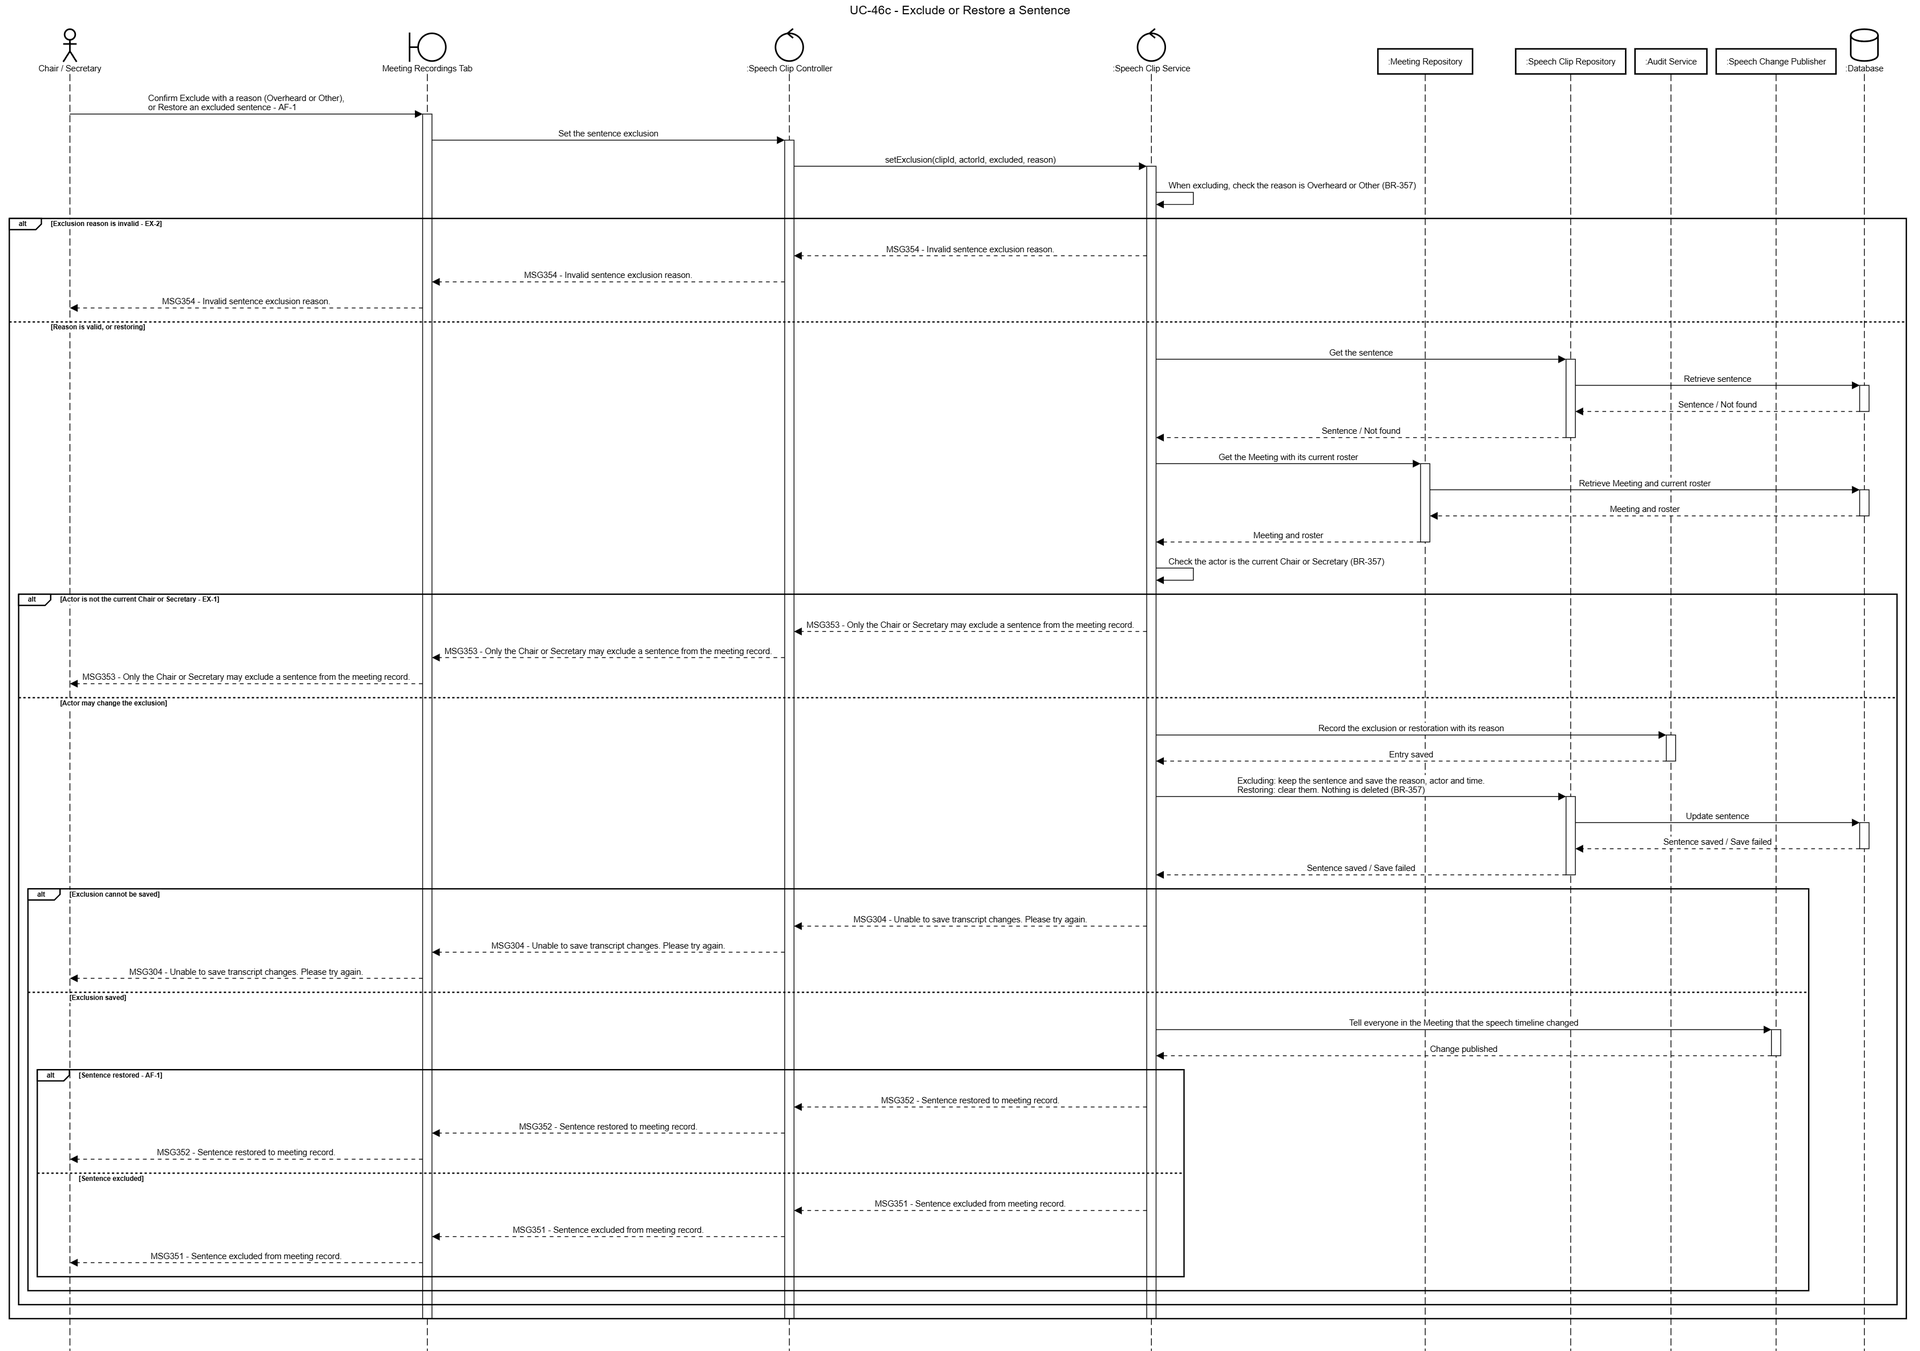 UC-46c - Exclude or Restore a Sentence
Chair / Secretary
Meeting Recordings Tab
:Speech Clip Controller
:Speech Clip Service
:Meeting Repository
:Speech Clip Repository
:Audit Service
:Speech Change Publisher
:Database
Confirm Exclude with a reason (Overheard or Other),
or Restore an excluded sentence - AF-1
Set the sentence exclusion
setExclusion(clipId, actorId, excluded, reason)
When excluding, check the reason is Overheard or Other (BR-357)
alt
[Exclusion reason is invalid - EX-2]
MSG354 - Invalid sentence exclusion reason.
MSG354 - Invalid sentence exclusion reason.
MSG354 - Invalid sentence exclusion reason.
[Reason is valid, or restoring]
Get the sentence
Retrieve sentence
Sentence / Not found
Sentence / Not found
Get the Meeting with its current roster
Retrieve Meeting and current roster
Meeting and roster
Meeting and roster
Check the actor is the current Chair or Secretary (BR-357)
alt
[Actor is not the current Chair or Secretary - EX-1]
MSG353 - Only the Chair or Secretary may exclude a sentence from the meeting record.
MSG353 - Only the Chair or Secretary may exclude a sentence from the meeting record.
MSG353 - Only the Chair or Secretary may exclude a sentence from the meeting record.
[Actor may change the exclusion]
Record the exclusion or restoration with its reason
Entry saved
Excluding: keep the sentence and save the reason, actor and time.
Restoring: clear them. Nothing is deleted (BR-357)
Update sentence
Sentence saved / Save failed
Sentence saved / Save failed
alt
[Exclusion cannot be saved]
MSG304 - Unable to save transcript changes. Please try again.
MSG304 - Unable to save transcript changes. Please try again.
MSG304 - Unable to save transcript changes. Please try again.
[Exclusion saved]
Tell everyone in the Meeting that the speech timeline changed
Change published
alt
[Sentence restored - AF-1]
MSG352 - Sentence restored to meeting record.
MSG352 - Sentence restored to meeting record.
MSG352 - Sentence restored to meeting record.
[Sentence excluded]
MSG351 - Sentence excluded from meeting record.
MSG351 - Sentence excluded from meeting record.
MSG351 - Sentence excluded from meeting record.